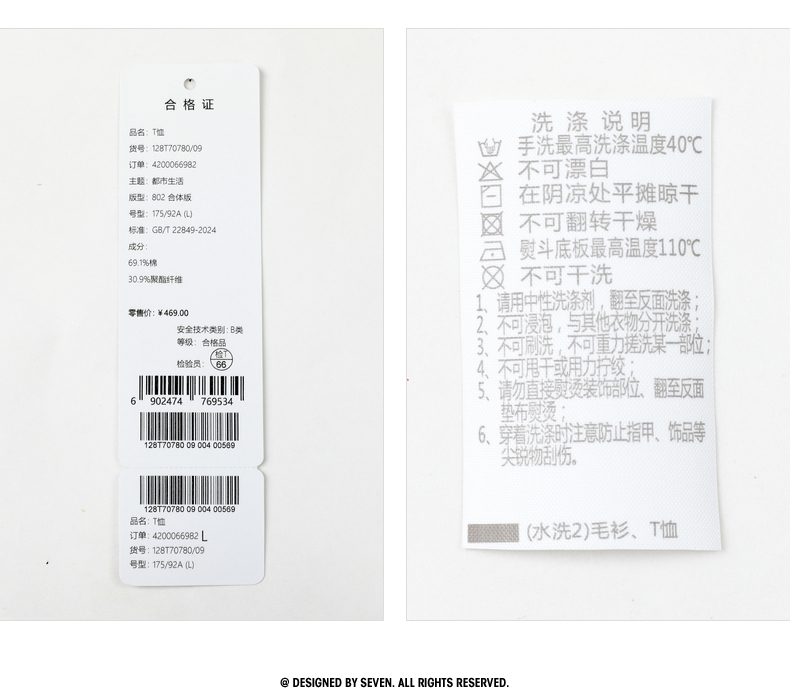 合格证
品名: T恤
货号: 128T70780/09
订单: 4200066982
主题: 都市生活
版型: 802 合体版
号型: 175/92A (L)
标准: GB/T 22849-2024
成分:
69.1%棉
30.9%聚酯纤维
零售价: ¥469.00
安全技术类别: B类
等级: 合格品
检验员: 检T 66
6 902474 769534
128T70780 09 004 00569
128T70780 09 004 00569
品名: T恤
订单: 4200066982 L
货号: 128T70780/09
号型: 175/92A (L)
洗涤说明
手洗最高洗涤温度40℃
不可漂白
在阴凉处平摊晾干
不可翻转干燥
熨斗底板最高温度110℃
不可干洗
1、请用中性洗涤剂，翻至反面洗涤；
2、不可浸泡，与其他衣物分开洗涤；
3、不可刷洗，不可重力搓洗某一部位；
4、不可甩干或用力拧绞；
5、请勿直接熨烫装饰部位、翻至反面
垫布熨烫；
6、穿着洗涤时注意防止指甲、饰品等
尖锐物刮伤。
(水洗2)毛衫、T恤
@ DESIGNED BY SEVEN. ALL RIGHTS RESERVED.